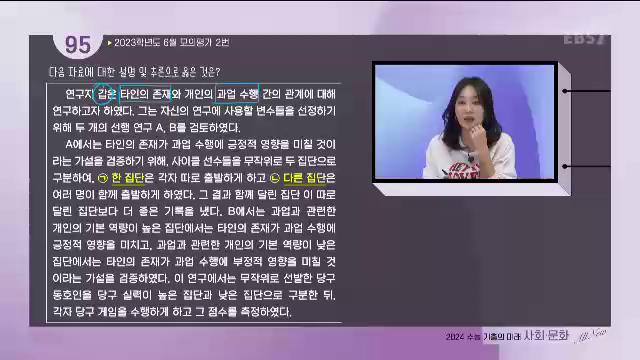 95
▶ 2023학년도 6월 모의평가 2번
EBSi
다음 자료에 대한 설명 및 추론으로 옳은 것은?
연구자 갑은 타인의 존재와 개인의 과업 수행 간의 관계에 대해
연구하고자 하였다. 그는 자신의 연구에 사용할 변수들을 선정하기
위해 두 개의 선행 연구 A, B를 검토하였다.
A에서는 타인의 존재가 과업 수행에 긍정적 영향을 미칠 것이
라는 가설을 검증하기 위해, 사이클 선수들을 무작위로 두 집단으로
구분하여, ㉠ 한 집단은 각자 따로 출발하게 하고 ㉡ 다른 집단은
여러 명이 함께 출발하게 하였다. 그 결과 함께 달린 집단이 따로
달린 집단보다 더 좋은 기록을 냈다. B에서는 과업과 관련한
개인의 기본 역량이 높은 집단에서는 타인의 존재가 과업 수행에
긍정적 영향을 미치고, 과업과 관련한 개인의 기본 역량이 낮은
집단에서는 타인의 존재가 과업 수행에 부정적 영향을 미칠 것
이라는 가설을 검증하였다. 이 연구에서는 무작위로 선발한 당구
동호인을 당구 실력이 높은 집단과 낮은 집단으로 구분한 뒤,
각자 당구 게임을 수행하게 하고 그 점수를 측정하였다.
2024 수능 기출의 미래 사회·문화 All New